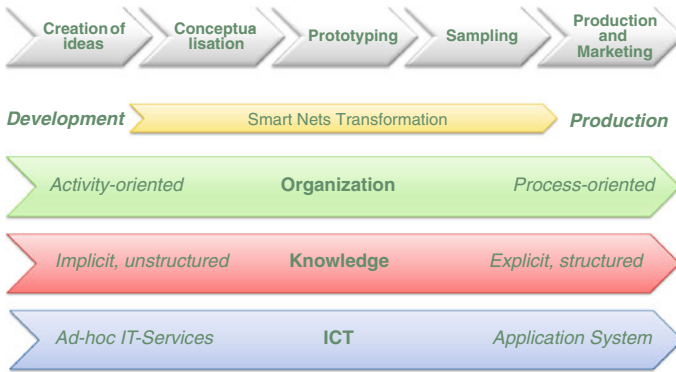 Creation of ideas
Conceptua lisation
Prototyping
Sampling
Production and Marketing
Development
Smart Nets Transformation
Production
Activity-oriented
Organization
Process-oriented
Implicit, unstructured
Knowledge
Explicit, structured
Ad-hoc IT-Services
ICT
Application System